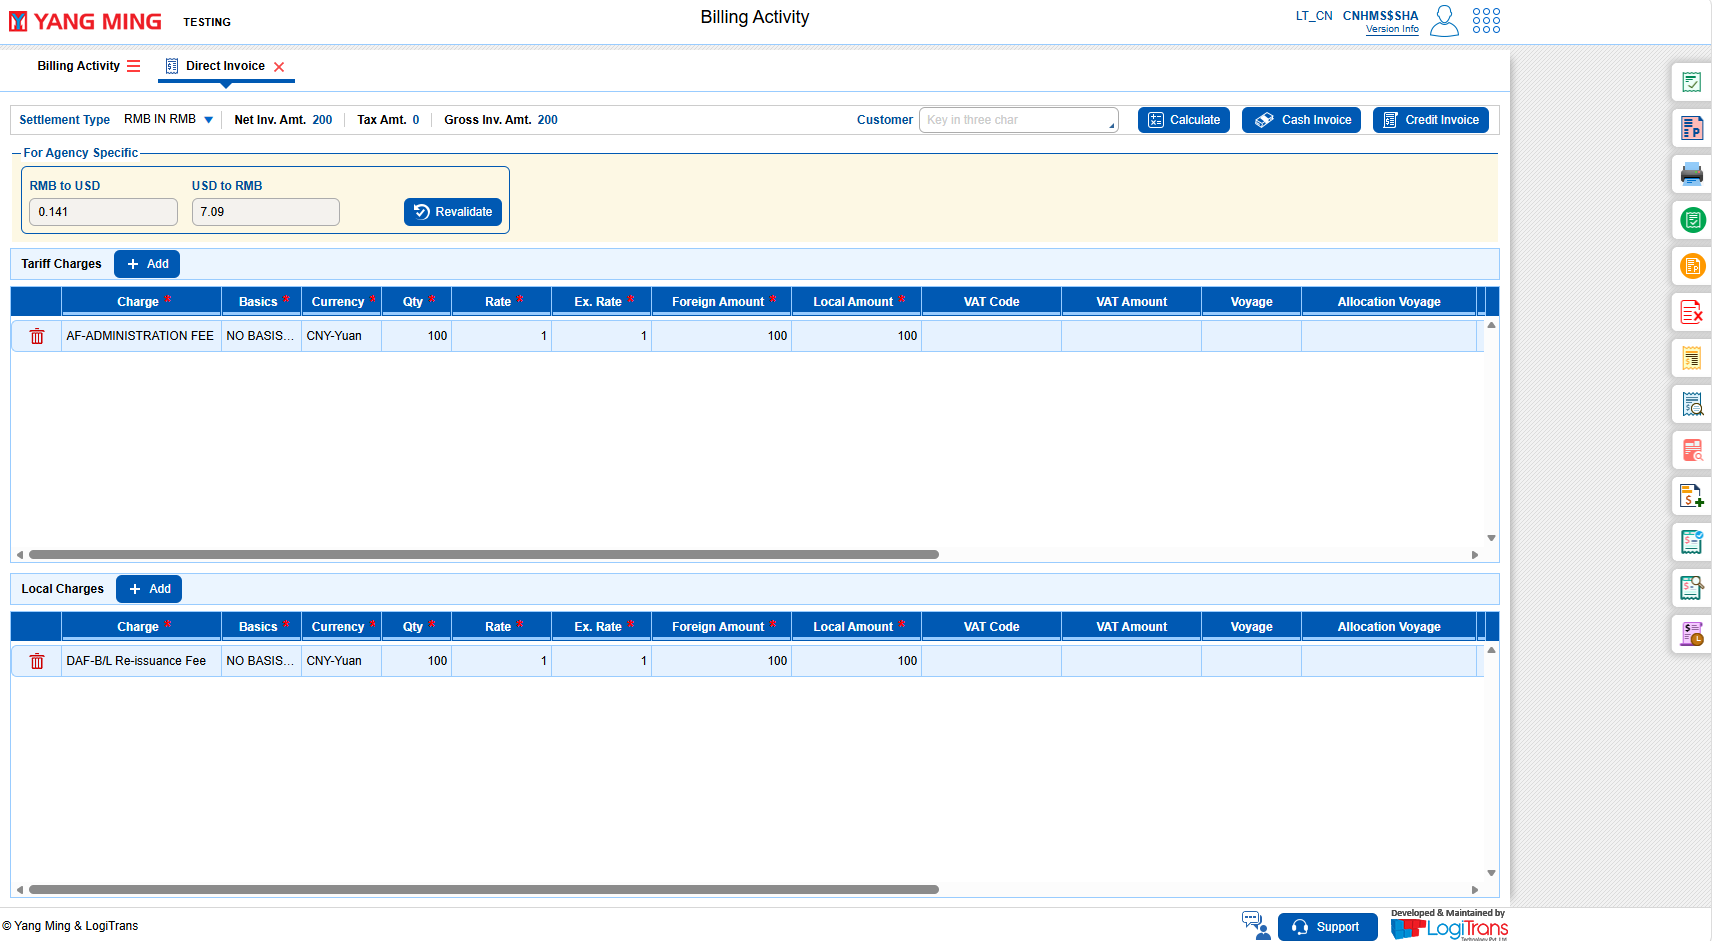 YANG MING TESTING Billing Activity LT_CN CNHMS$SHA
Version Info
Billing Activity Direct Invoice
Settlement Type RMB IN RMB Net Inv. Amt. 200 Tax Amt. 0 Gross Inv. Amt. 200 Customer Key in three char Calculate Cash Invoice Credit Invoice
For Agency Specific
RMB to USD USD to RMB
0.141 7.09 Revalidate
Tariff Charges + Add
Charge * Basics * Currency * Qty * Rate * Ex. Rate * Foreign Amount * Local Amount * VAT Code VAT Amount Voyage Allocation Voyage
AF-ADMINISTRATION FEE NO BASIS... CNY-Yuan 100 1 1 100 100
Local Charges + Add
Charge * Basics * Currency * Qty * Rate * Ex. Rate * Foreign Amount * Local Amount * VAT Code VAT Amount Voyage Allocation Voyage
DAF-B/L Re-issuance Fee NO BASIS... CNY-Yuan 100 1 1 100 100
© Yang Ming & LogiTrans Support
Developed & Maintained by
LogiTrans
Technology Pvt. Ltd.